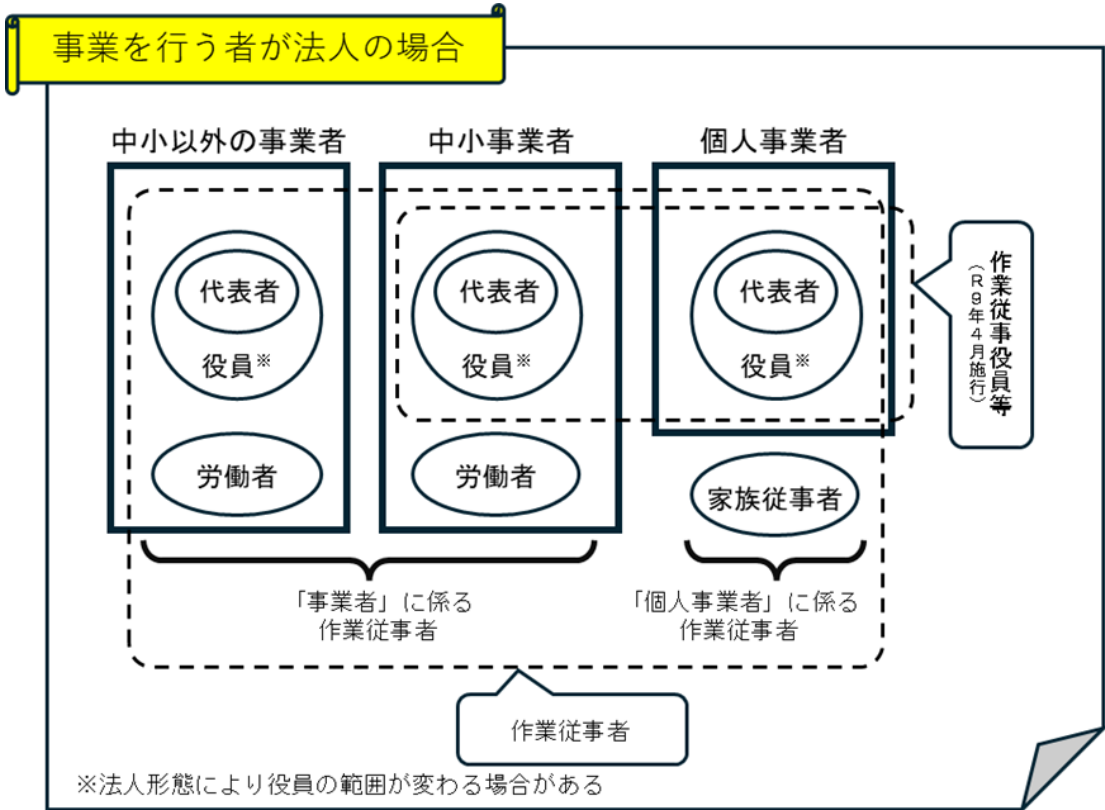 事業を行う者が法人の場合
中小以外の事業者
中小事業者
個人事業者
代表者
役員※
労働者
代表者
役員※
労働者
代表者
役員※
家族従事者
作業従事役員等
(R9年4月施行)
「事業者」に係る
作業従事者
「個人事業者」に係る
作業従事者
作業従事者
※法人形態により役員の範囲が変わる場合がある